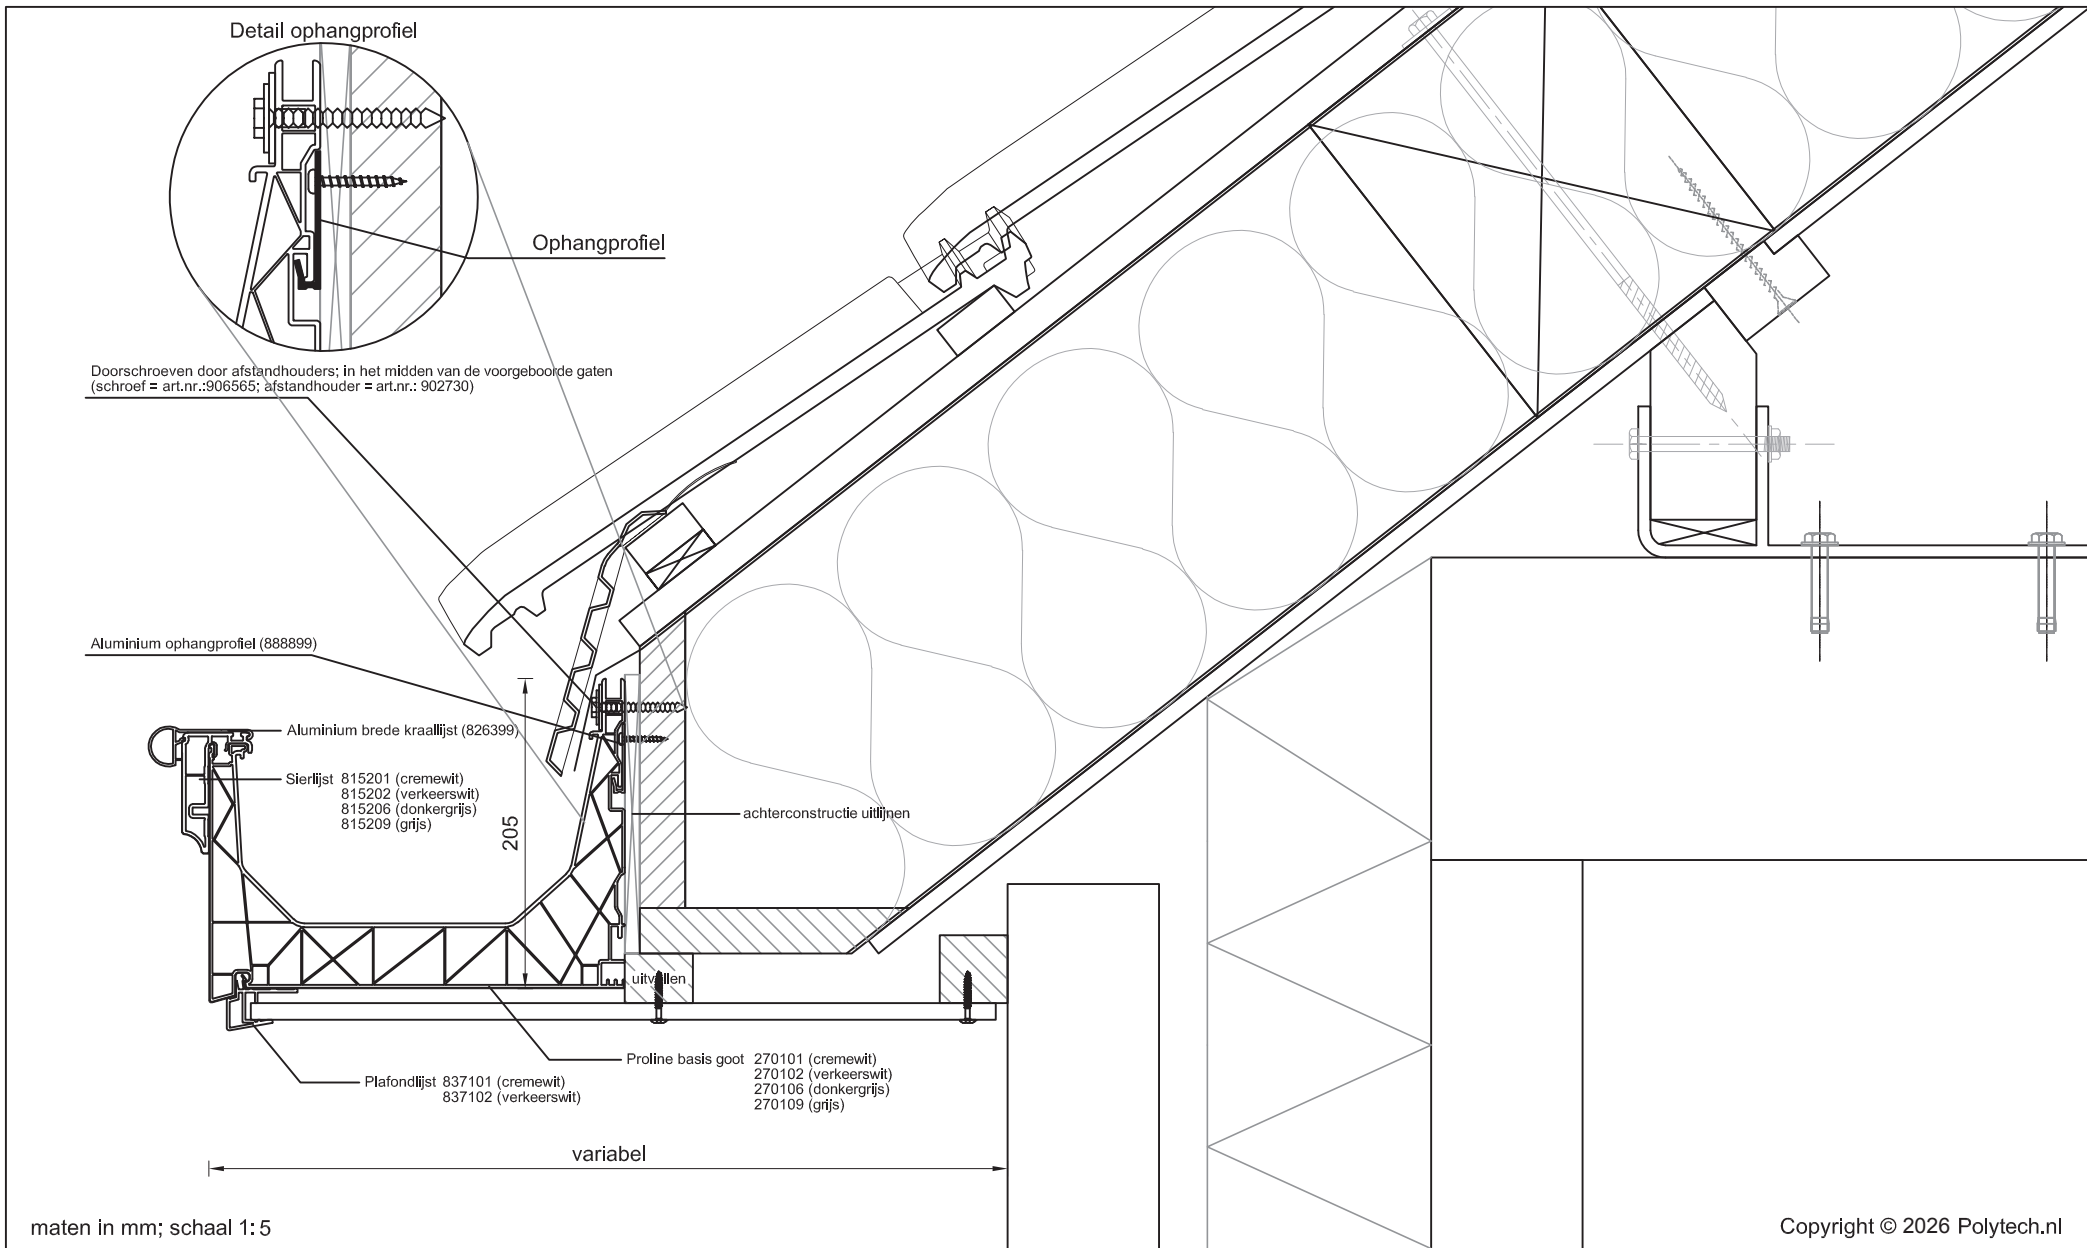 Detail ophangprofiel
Ophangprofiel
Doorschroeven door afstandhouders; in het midden van de voorgeboorde gaten
(schroef = art.nr.:906565; afstandhouder = art.nr.: 902730)
Aluminium ophangprofiel (888899)
Aluminium brede kraallijst (826399)
Sierlijst 815201 (cremewit)
815202 (verkeerswit)
815206 (donkergrijs)
815209 (grijs)
205
achterconstructie uitlijnen
uitvullen
Proline basis goot 270101 (cremewit)
270102 (verkeerswit)
270106 (donkergrijs)
270109 (grijs)
Plafondlijst 837101 (cremewit)
837102 (verkeerswit)
variabel
maten in mm; schaal 1:5
Copyright © 2026 Polytech.nl